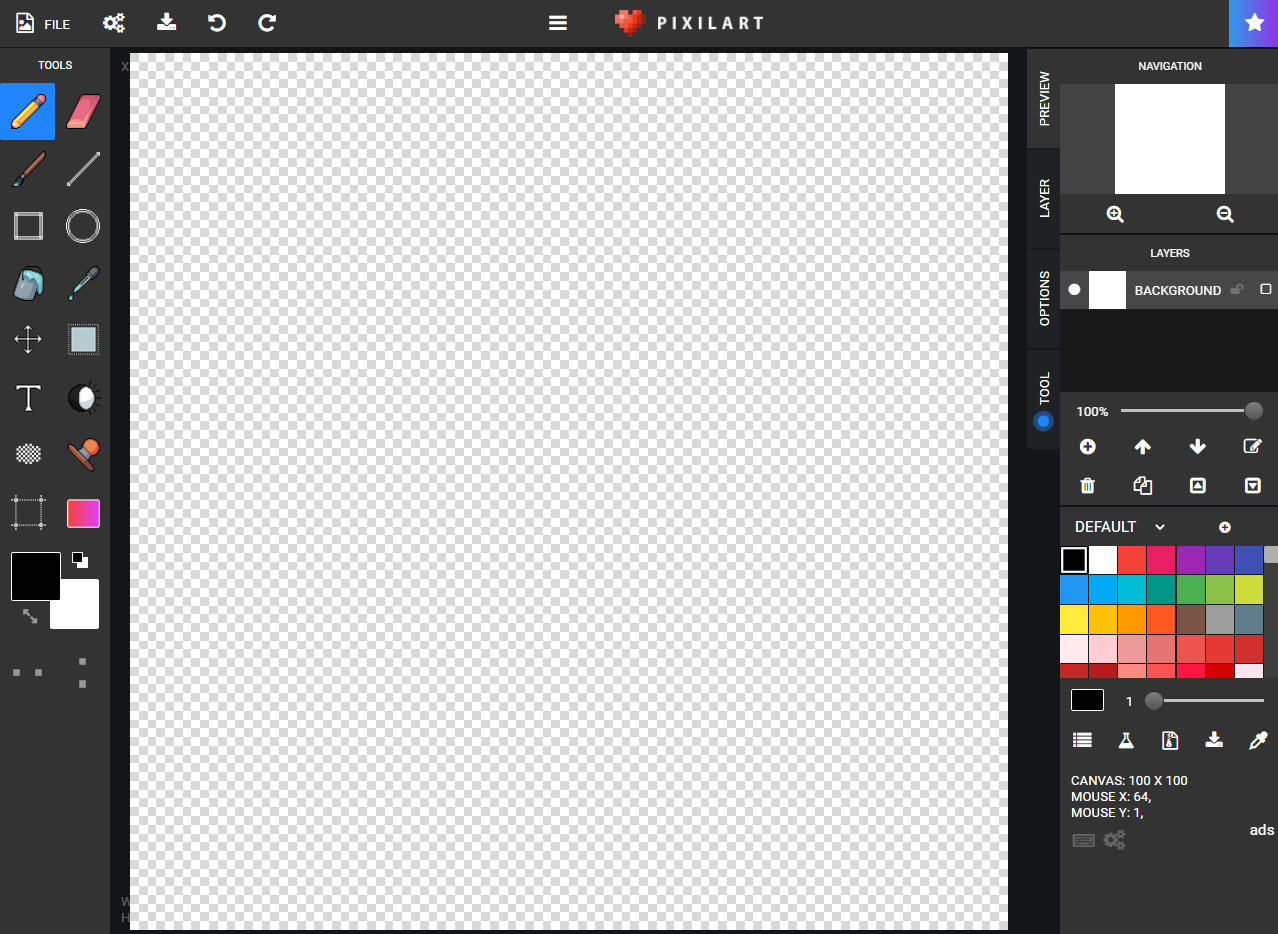 FILE
PIXILART
TOOLS
X
W
H
PREVIEW
LAYER
OPTIONS
TOOL
NAVIGATION
LAYERS
BACKGROUND
100%
DEFAULT
1
CANVAS: 100 X 100
MOUSE X: 64,
MOUSE Y: 1,
ads